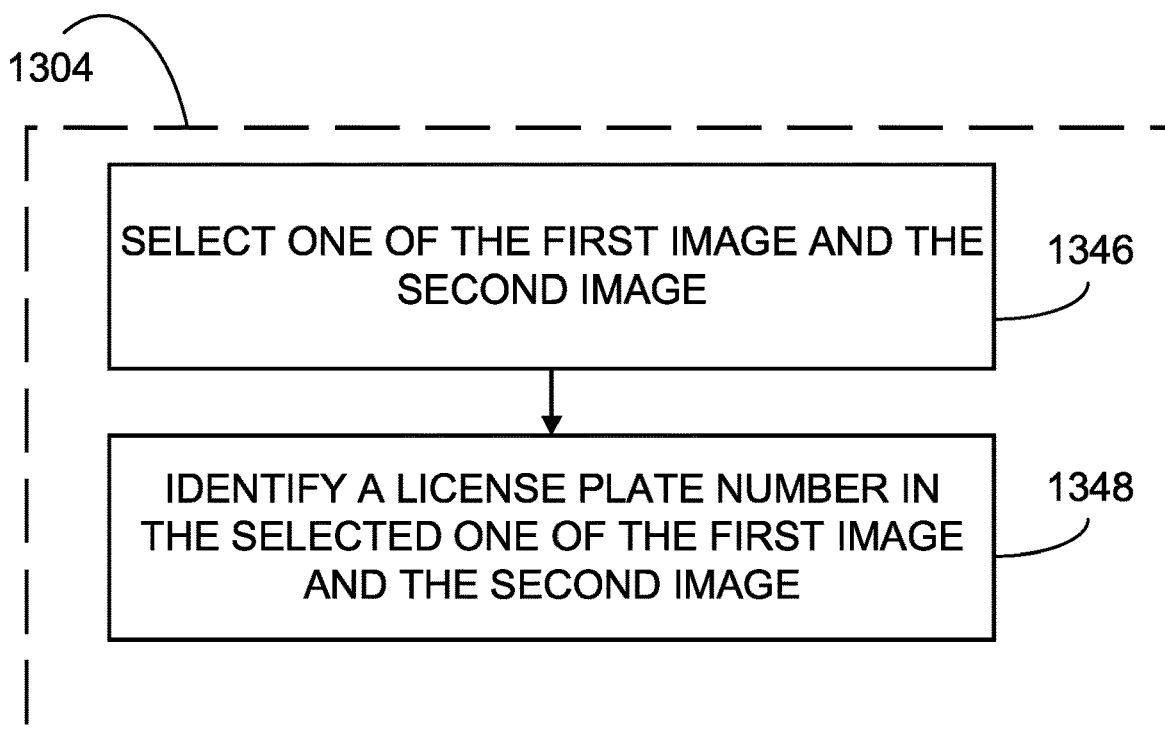 1304
SELECT ONE OF THE FIRST IMAGE AND THE
SECOND IMAGE
1346
IDENTIFY A LICENSE PLATE NUMBER IN
THE SELECTED ONE OF THE FIRST IMAGE
AND THE SECOND IMAGE
1348